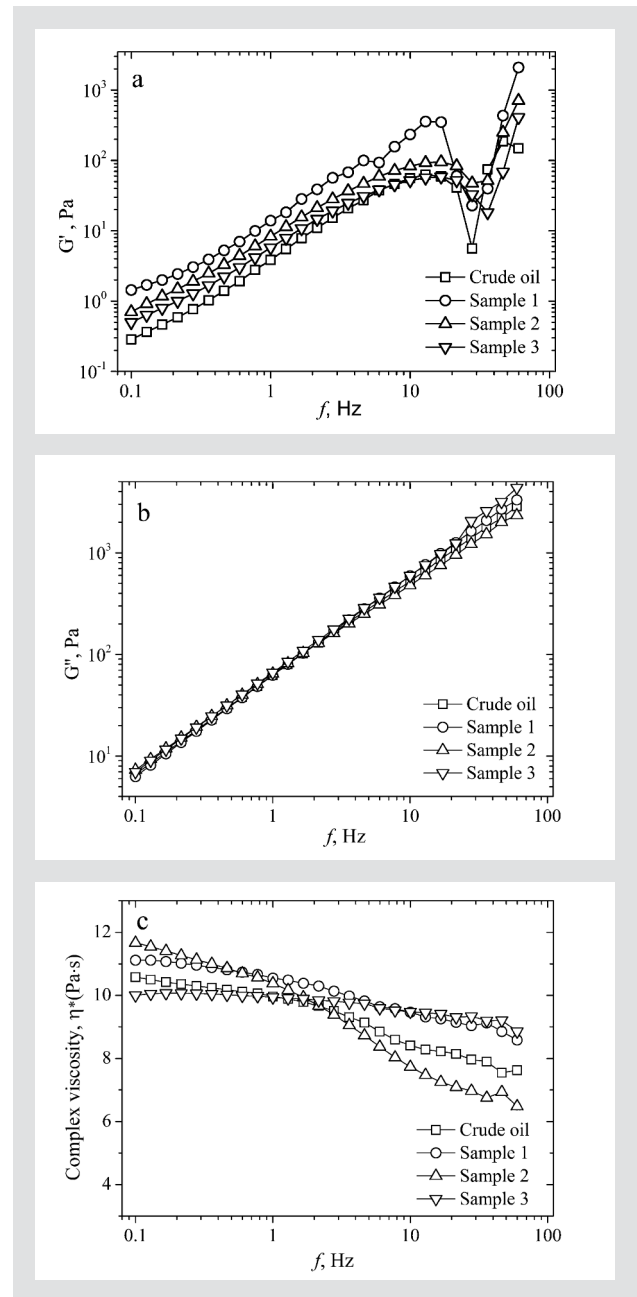 a
10³
10²
10¹
10⁰
10⁻¹
G', Pa
Crude oil
Sample 1
Sample 2
Sample 3
0.1 1 10 100
f, Hz
b
10³
10²
10¹
G", Pa
Crude oil
Sample 1
Sample 2
Sample 3
0.1 1 10 100
f, Hz
c
12
10
8
6
4
Complex viscosity, η*(Pa·s)
Crude oil
Sample 1
Sample 2
Sample 3
0.1 1 10 100
f, Hz